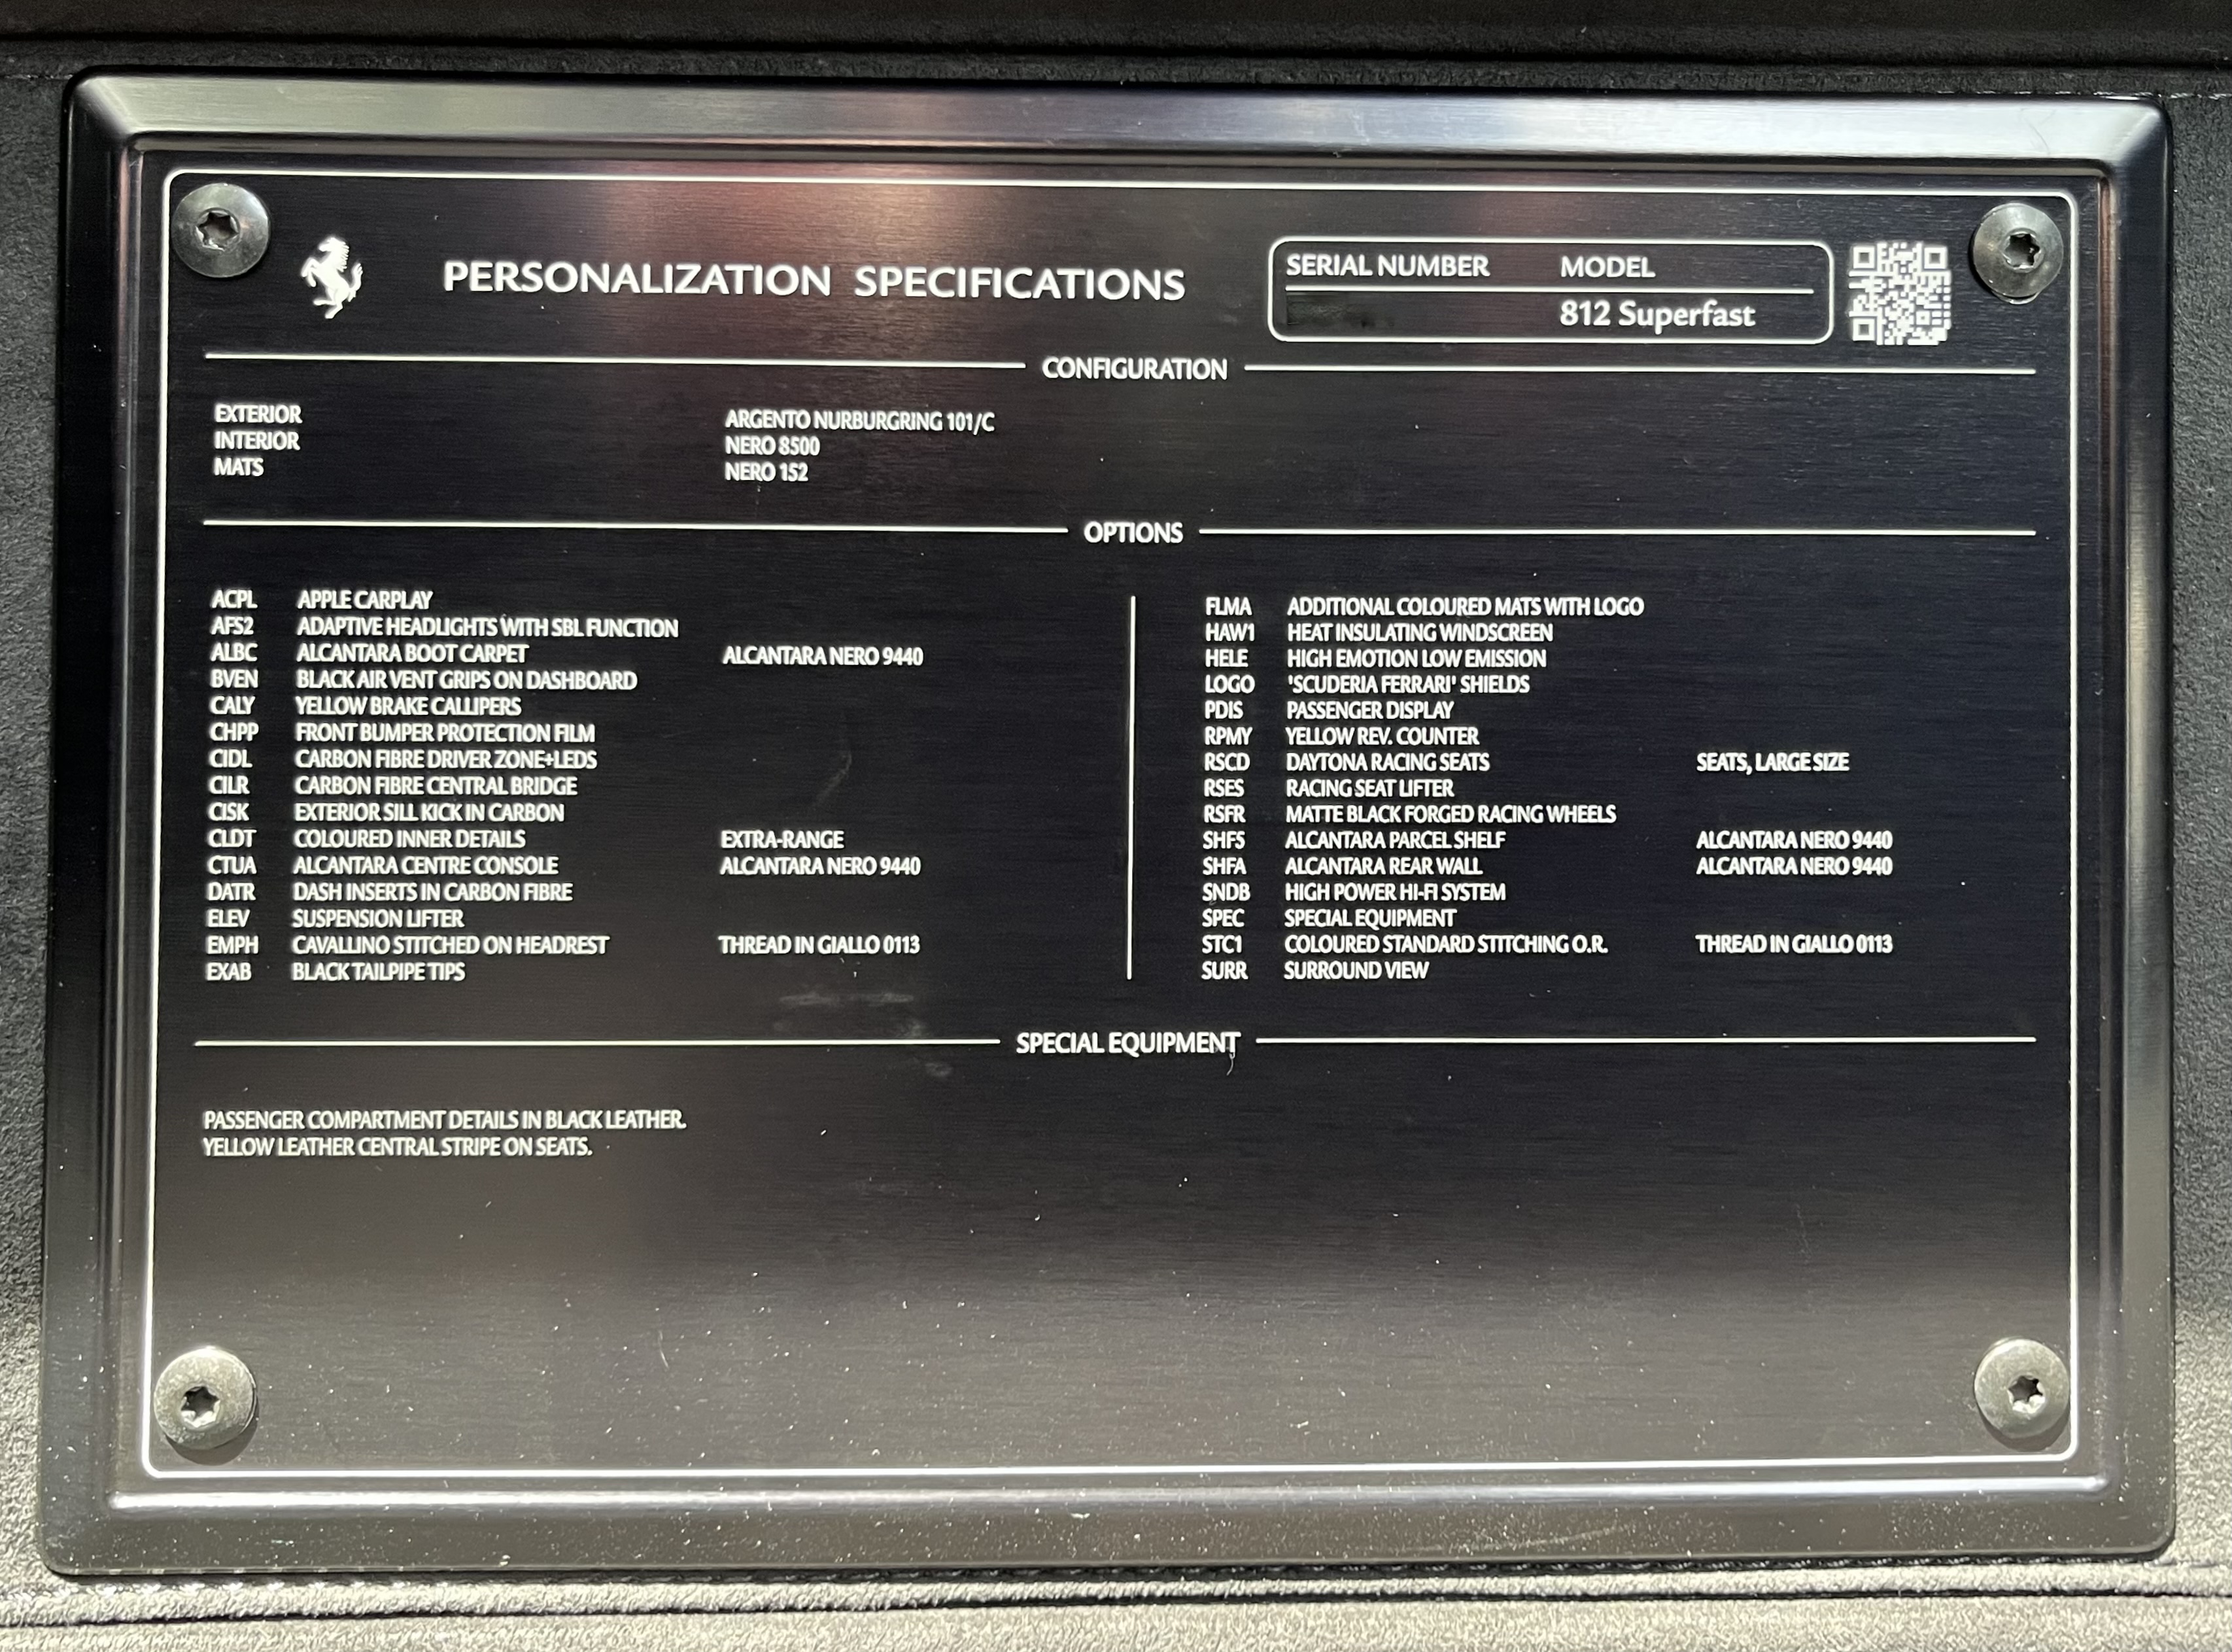 PERSONALIZATION SPECIFICATIONS
SERIAL NUMBER MODEL
812 Superfast
CONFIGURATION
EXTERIOR ARGENTO NURBURGRING 101/C
INTERIOR NERO 8500
MATS NERO 152
OPTIONS
ACPL APPLE CARPLAY
AFS2 ADAPTIVE HEADLIGHTS WITH SBL FUNCTION
ALBC ALCANTARA BOOT CARPET ALCANTARA NERO 9440
BVEN BLACK AIR VENT GRIPS ON DASHBOARD
CALY YELLOW BRAKE CALLIPERS
CHPP FRONT BUMPER PROTECTION FILM
CIDL CARBON FIBRE DRIVER ZONE+LEDS
CILR CARBON FIBRE CENTRAL BRIDGE
CISK EXTERIOR SILL KICK IN CARBON
CLDT COLOURED INNER DETAILS EXTRA-RANGE
CTUA ALCANTARA CENTRE CONSOLE ALCANTARA NERO 9440
DATR DASH INSERTS IN CARBON FIBRE
ELEV SUSPENSION LIFTER
EMPH CAVALLINO STITCHED ON HEADREST THREAD IN GIALLO 0113
EXAB BLACK TAILPIPE TIPS
FLMA ADDITIONAL COLOURED MATS WITH LOGO
HAW1 HEAT INSULATING WINDSCREEN
HELE HIGH EMOTION LOW EMISSION
LOGO 'SCUDERIA FERRARI' SHIELDS
PDIS PASSENGER DISPLAY
RPMY YELLOW REV. COUNTER
RSCD DAYTONA RACING SEATS SEATS, LARGE SIZE
RSES RACING SEAT LIFTER
RSFR MATTE BLACK FORGED RACING WHEELS
SHFS ALCANTARA PARCEL SHELF ALCANTARA NERO 9440
SHFA ALCANTARA REAR WALL ALCANTARA NERO 9440
SNDB HIGH POWER HI-FI SYSTEM
SPEC SPECIAL EQUIPMENT
STC1 COLOURED STANDARD STITCHING O.R. THREAD IN GIALLO 0113
SURR SURROUND VIEW
SPECIAL EQUIPMENT
PASSENGER COMPARTMENT DETAILS IN BLACK LEATHER.
YELLOW LEATHER CENTRAL STRIPE ON SEATS.